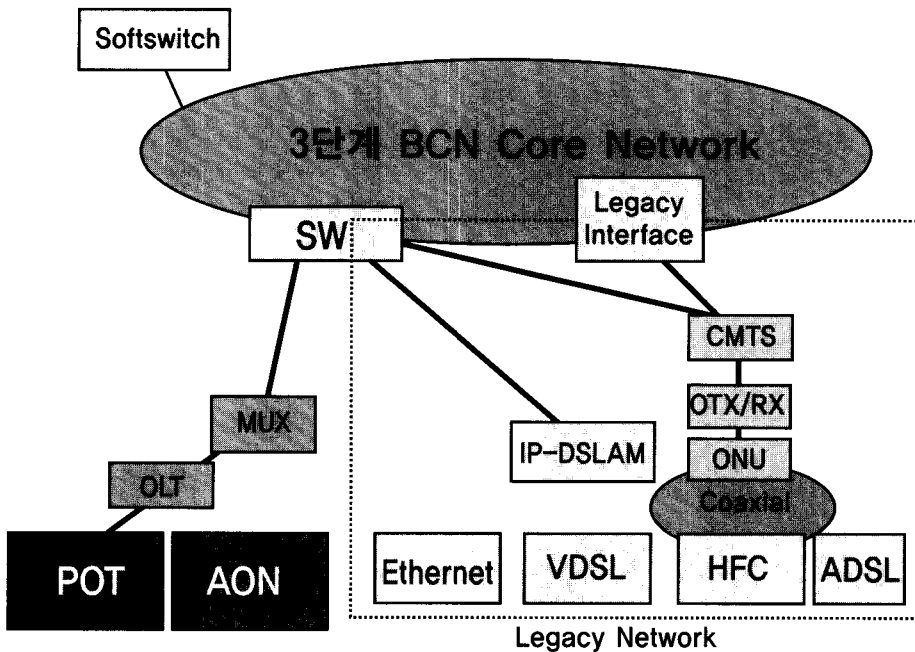 Softswitch
3단계 BCN Core Network
SW
Legacy
Interface
CMTS
MUX
OTX/RX
IP-DSLAM
ONU
OLT
Coaxial
POT
AON
Ethernet
VDSL
HFC
ADSL
Legacy Network